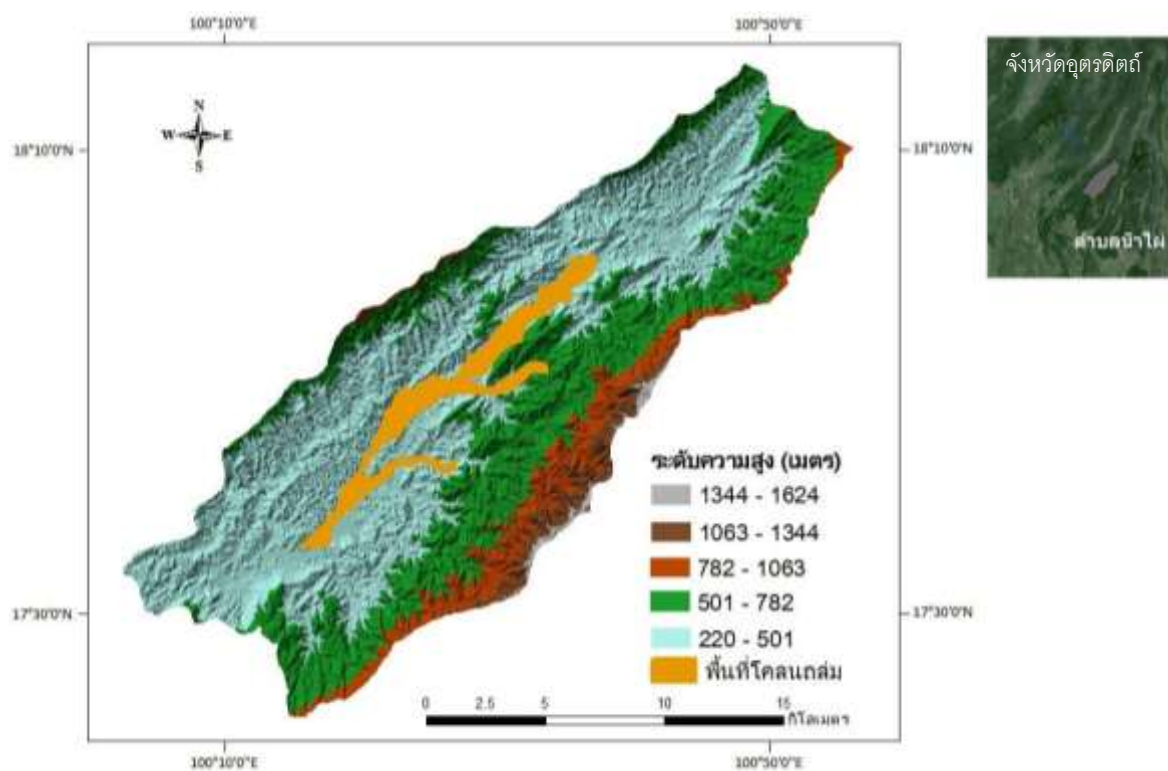 100°10'0"E 100°50'0"E
จังหวัดอุตรดิตถ์
N
W E
S
18°10'0"N 18°10'0"N
ตำบลน้ำไผ่
ระดับความสูง (เมตร)
1344 - 1624
1063 - 1344
782 - 1063
501 - 782
220 - 501
พื้นที่โคลนถล่ม
17°30'0"N 17°30'0"N
0 2.5 5 10 15
กิโลเมตร
100°10'0"E 100°50'0"E